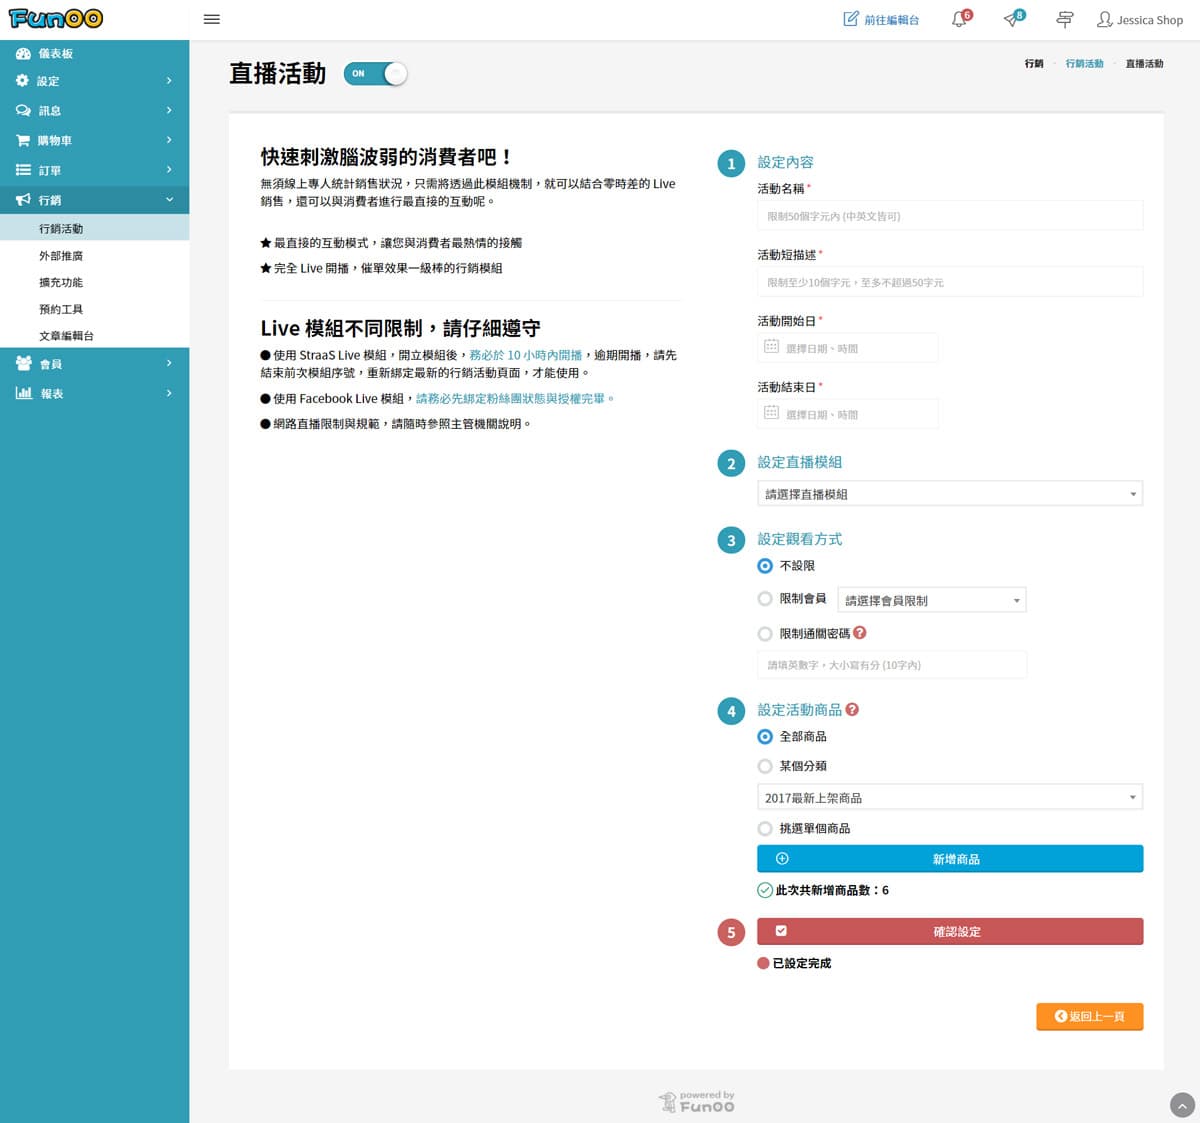 FunOO
前往編輯台
6
8
Jessica Shop
儀表板
設定
訊息
購物車
訂單
行銷
行銷活動
外部推廣
擴充功能
預約工具
文章編輯台
會員
報表
直播活動
ON
行銷 - 行銷活動 - 直播活動
快速刺激腦波弱的消費者吧！
無須線上專人統計銷售狀況，只需將透過此模組機制，就可以結合零時差的 Live
銷售，還可以與消費者進行最直接的互動呢。
★ 最直接的互動模式，讓您與消費者最熱情的接觸
★ 完全 Live 開播，催單效果一級棒的行銷模組
Live 模組不同限制，請仔細遵守
● 使用 StraaS Live 模組，開立模組後，務必於 10 小時內開播，逾期開播，請先
結束前次模組序號，重新綁定最新的行銷活動頁面，才能使用。
● 使用 Facebook Live 模組，請務必先綁定粉絲團狀態與授權完畢。
● 網路直播限制與規範，請隨時參照主管機關說明。
1 設定內容
活動名稱*
限制50個字元內 (中英文皆可)
活動短描述*
限制至少10個字元，至多不超過50字元
活動開始日*
選擇日期、時間
活動結束日*
選擇日期、時間
2 設定直播模組
請選擇直播模組
3 設定觀看方式
不設限
限制會員 請選擇會員限制
限制通關密碼 ?
請填英數字，大小寫有分 (10字內)
4 設定活動商品 ?
全部商品
某個分類
2017最新上架商品
挑選單個商品
新增商品
此次共新增商品數：6
5 確認設定
已設定完成
返回上一頁
powered by
FunOO